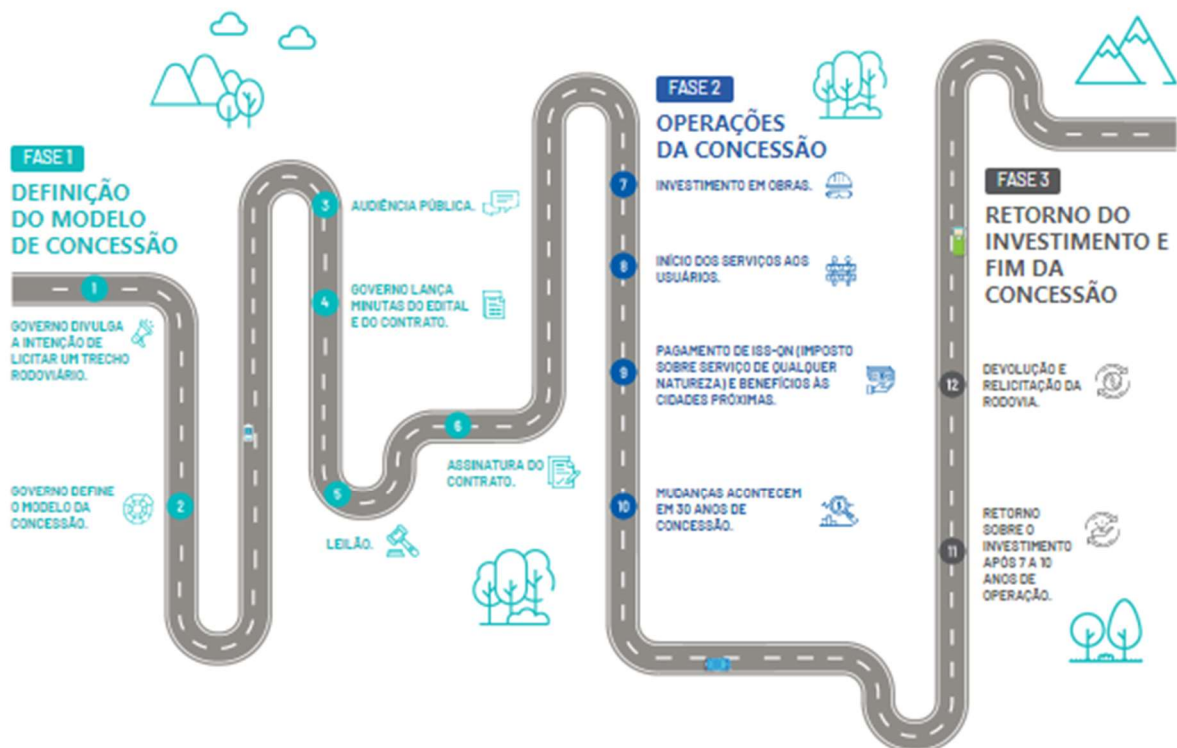 FASE 1
DEFINIÇÃO
DO MODELO
DE CONCESSÃO
1
GOVERNO DIVULGA
A INTENÇÃO DE
LICITAR UM TRECHO
RODOVIÁRIO.
2
GOVERNO DEFINE
O MODELO DA
CONCESSÃO.
3
AUDIÊNCIA PÚBLICA.
4
GOVERNO LANÇA
MINUTAS DO EDITAL
E DO CONTRATO.
5
LEILÃO.
6
ASSINATURA DO
CONTRATO.
FASE 2
OPERAÇÕES
DA CONCESSÃO
7
INVESTIMENTO EM OBRAS.
8
INÍCIO DOS SERVIÇOS AOS
USUÁRIOS.
9
PAGAMENTO DE ISS-QN (IMPOSTO
SOBRE SERVIÇO DE QUALQUER
NATUREZA) E BENEFÍCIOS ÀS
CIDADES PRÓXIMAS.
10
MUDANÇAS ACONTECEM
EM 30 ANOS DE
CONCESSÃO.
FASE 3
RETORNO DO
INVESTIMENTO E
FIM DA
CONCESSÃO
11
RETORNO
SOBRE O
INVESTIMENTO
APÓS 7 A 10
ANOS DE
OPERAÇÃO.
12
DEVOLUÇÃO E
RELICITAÇÃO DA
RODOVIA.